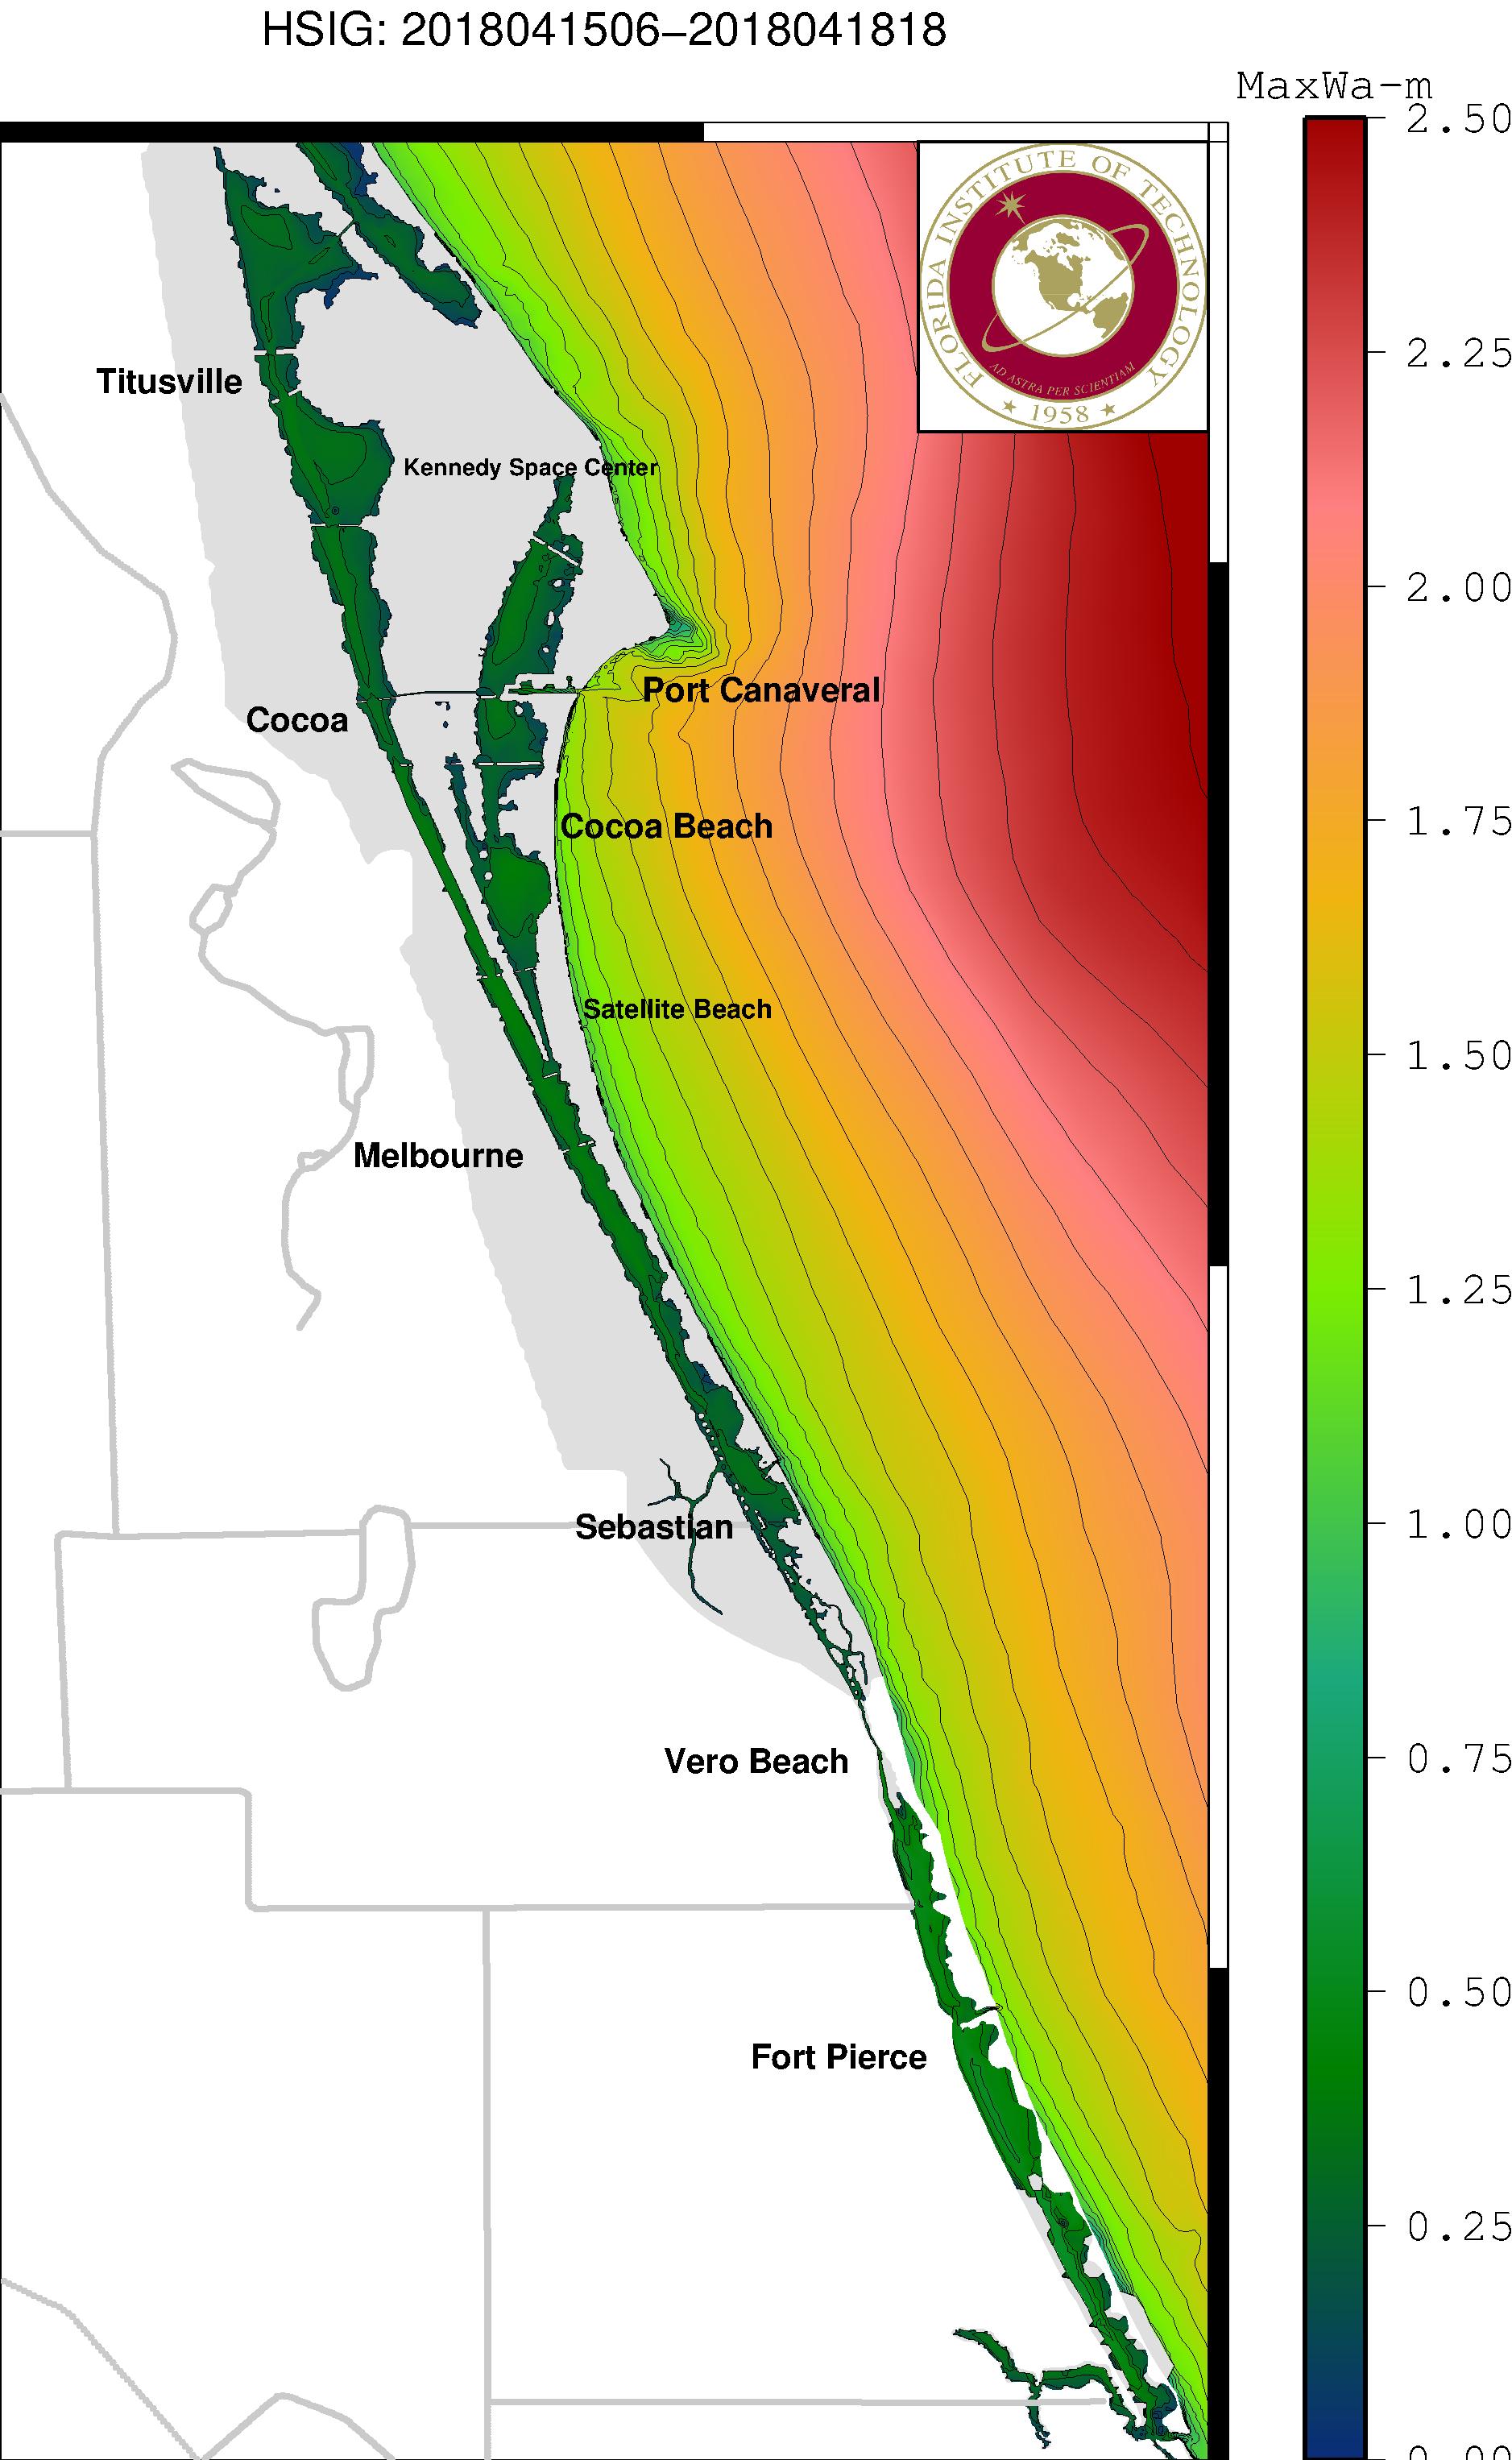 HSIG: 2018041506–2018041818
MaxWa-m
2.50
FLORIDA INSTITUTE OF TECHNOLOGY
AD ASTRA PER SCIENTIAM
★ 1958 ★
2.25
Titusville
Kennedy Space Center
2.00
Port Canaveral
Cocoa
1.75
Cocoa Beach
Satellite Beach
1.50
Melbourne
1.25
1.00
Sebastian
0.75
Vero Beach
0.50
Fort Pierce
0.25
0.00